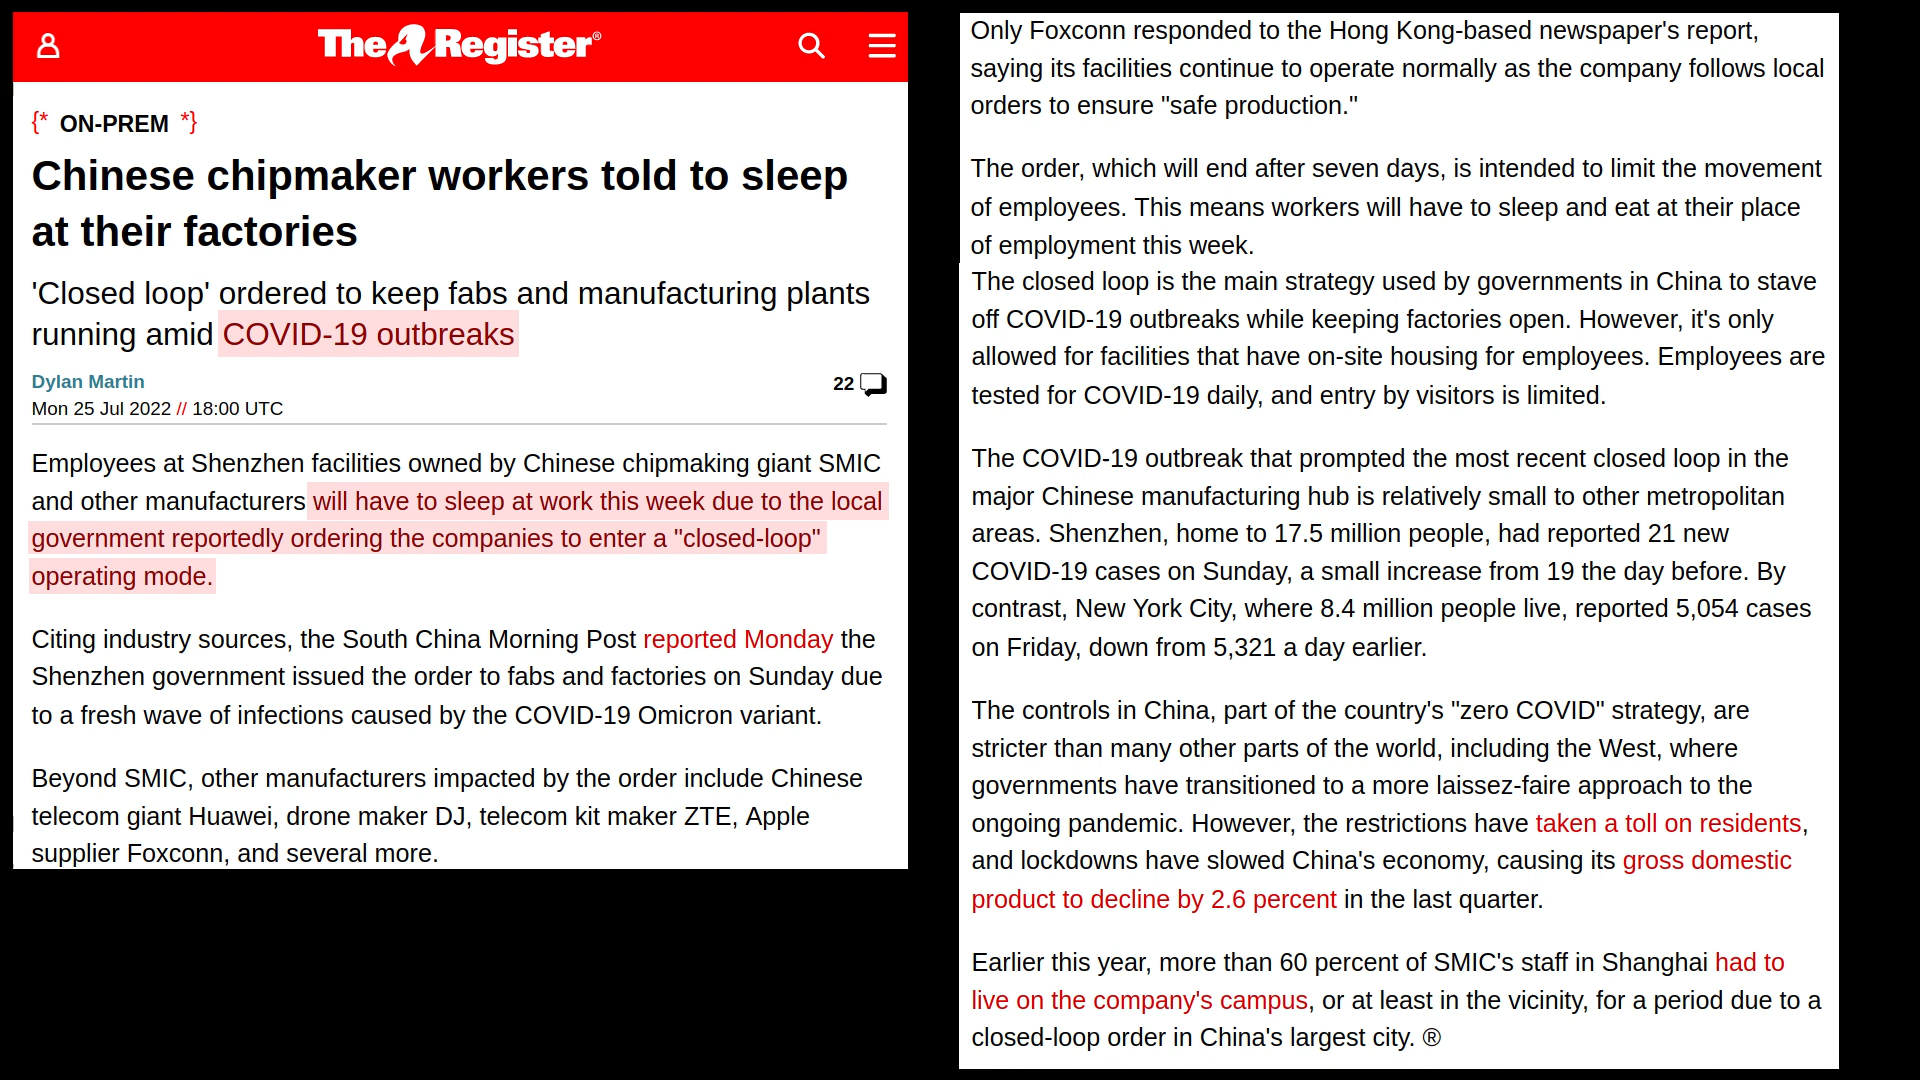 The Register®
{* ON-PREM *}
Chinese chipmaker workers told to sleep
at their factories
'Closed loop' ordered to keep fabs and manufacturing plants
running amid COVID-19 outbreaks
Dylan Martin
22
Mon 25 Jul 2022 // 18:00 UTC
Employees at Shenzhen facilities owned by Chinese chipmaking giant SMIC
and other manufacturers will have to sleep at work this week due to the local
government reportedly ordering the companies to enter a "closed-loop"
operating mode.
Citing industry sources, the South China Morning Post reported Monday the
Shenzhen government issued the order to fabs and factories on Sunday due
to a fresh wave of infections caused by the COVID-19 Omicron variant.
Beyond SMIC, other manufacturers impacted by the order include Chinese
telecom giant Huawei, drone maker DJ, telecom kit maker ZTE, Apple
supplier Foxconn, and several more.
Only Foxconn responded to the Hong Kong-based newspaper's report,
saying its facilities continue to operate normally as the company follows local
orders to ensure "safe production."
The order, which will end after seven days, is intended to limit the movement
of employees. This means workers will have to sleep and eat at their place
of employment this week.
The closed loop is the main strategy used by governments in China to stave
off COVID-19 outbreaks while keeping factories open. However, it's only
allowed for facilities that have on-site housing for employees. Employees are
tested for COVID-19 daily, and entry by visitors is limited.
The COVID-19 outbreak that prompted the most recent closed loop in the
major Chinese manufacturing hub is relatively small to other metropolitan
areas. Shenzhen, home to 17.5 million people, had reported 21 new
COVID-19 cases on Sunday, a small increase from 19 the day before. By
contrast, New York City, where 8.4 million people live, reported 5,054 cases
on Friday, down from 5,321 a day earlier.
The controls in China, part of the country's "zero COVID" strategy, are
stricter than many other parts of the world, including the West, where
governments have transitioned to a more laissez-faire approach to the
ongoing pandemic. However, the restrictions have taken a toll on residents,
and lockdowns have slowed China's economy, causing its gross domestic
product to decline by 2.6 percent in the last quarter.
Earlier this year, more than 60 percent of SMIC's staff in Shanghai had to
live on the company's campus, or at least in the vicinity, for a period due to a
closed-loop order in China's largest city. ®